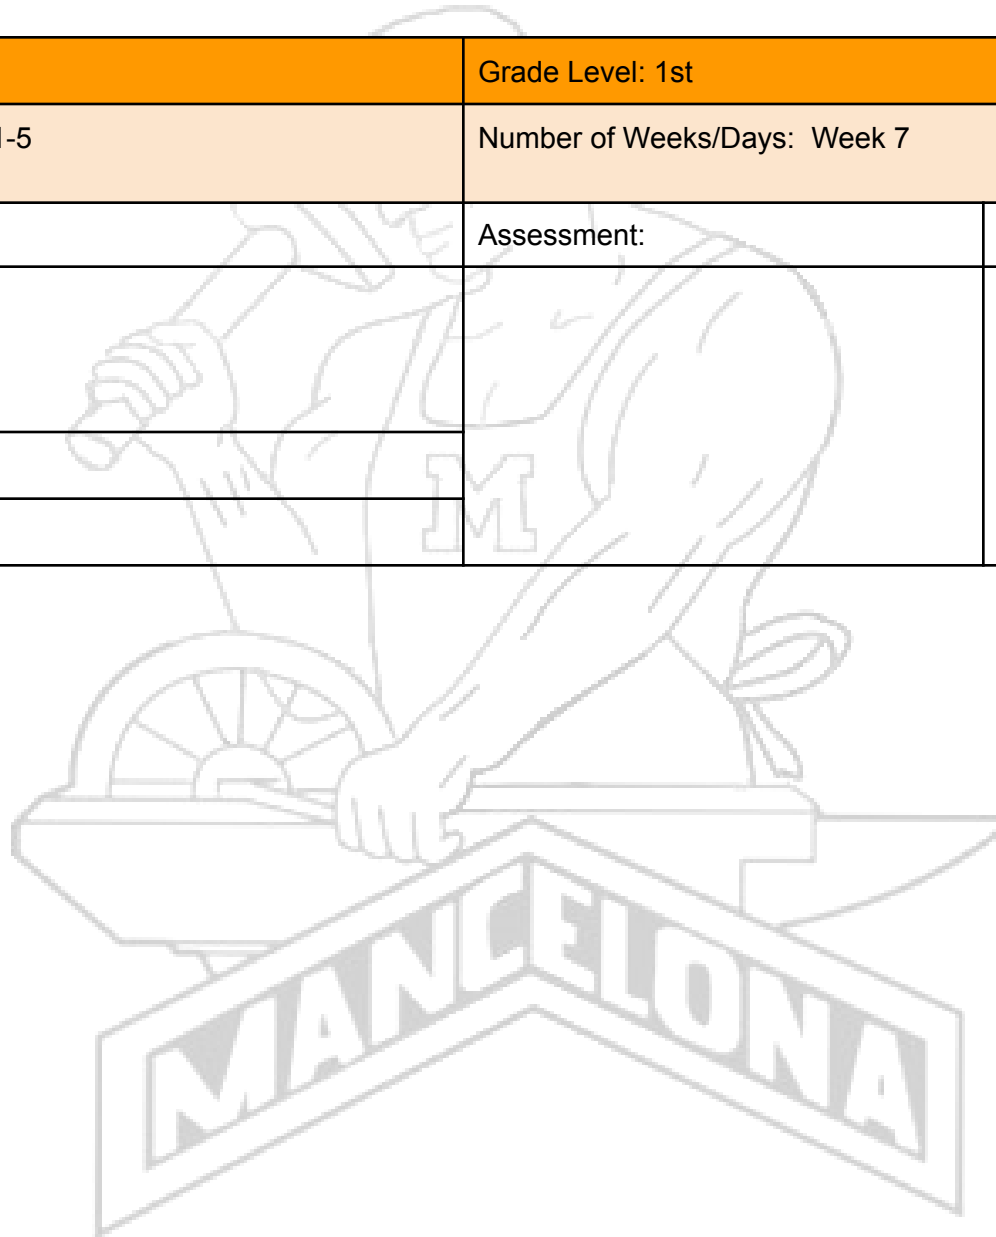 Grade Level: 1st
-5
Number of Weeks/Days: Week 7
Assessment:
M
MANCELONA